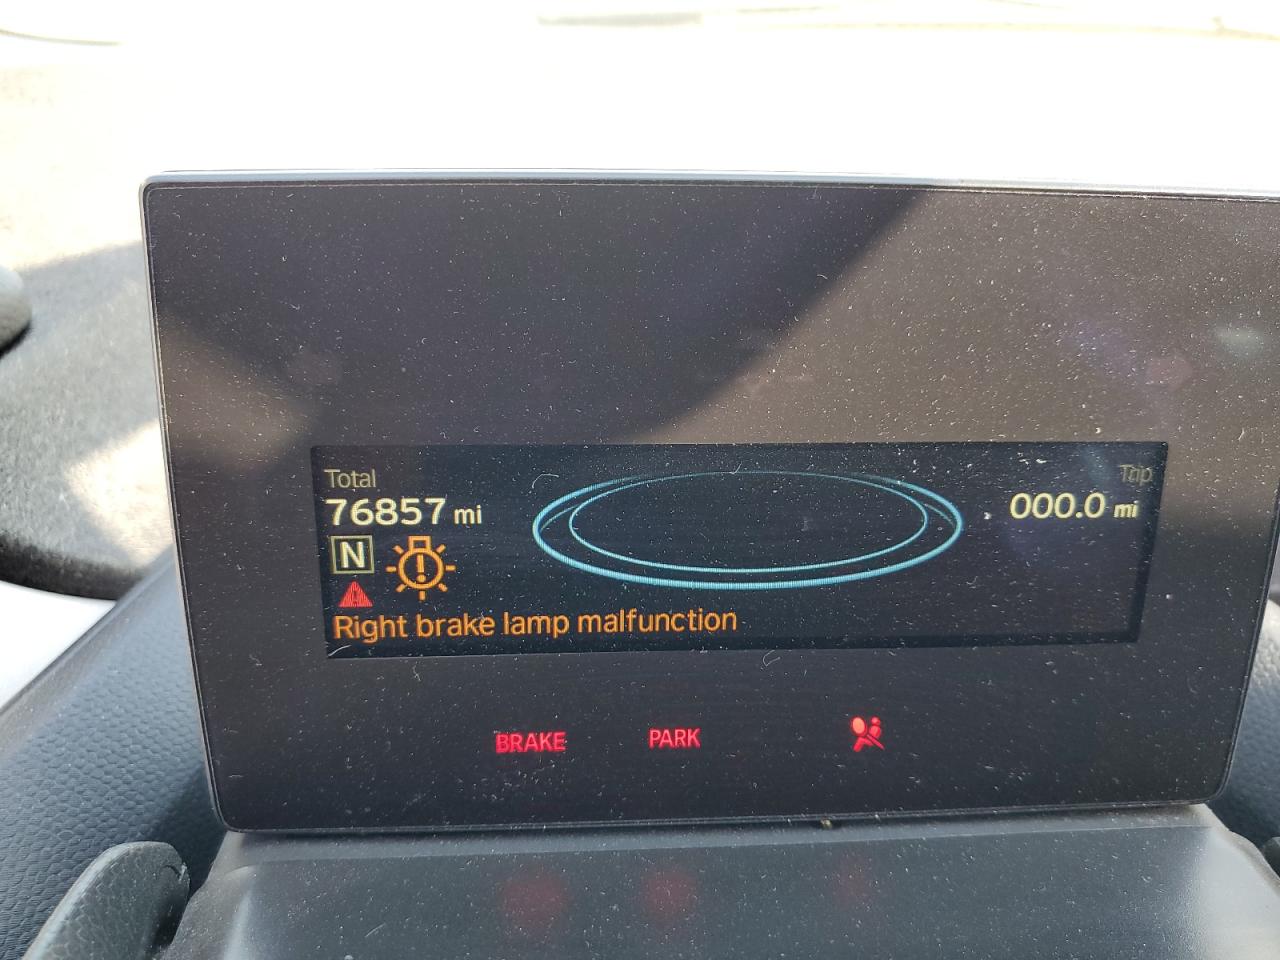 Total
76857 mi
Trip
000.0 mi
N
Right brake lamp malfunction
BRAKE
PARK